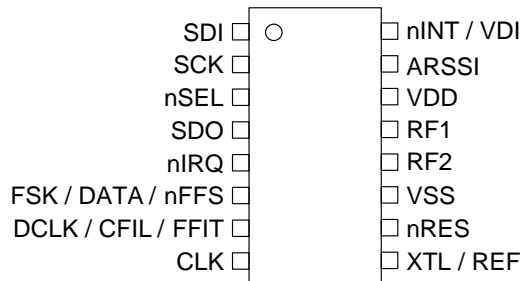 SDI
nINT / VDI
SCK
ARSSI
nSEL
VDD
SDO
RF1
nIRQ
RF2
FSK / DATA / nFFS
VSS
DCLK / CFIL / FFIT
nRES
CLK
XTL / REF